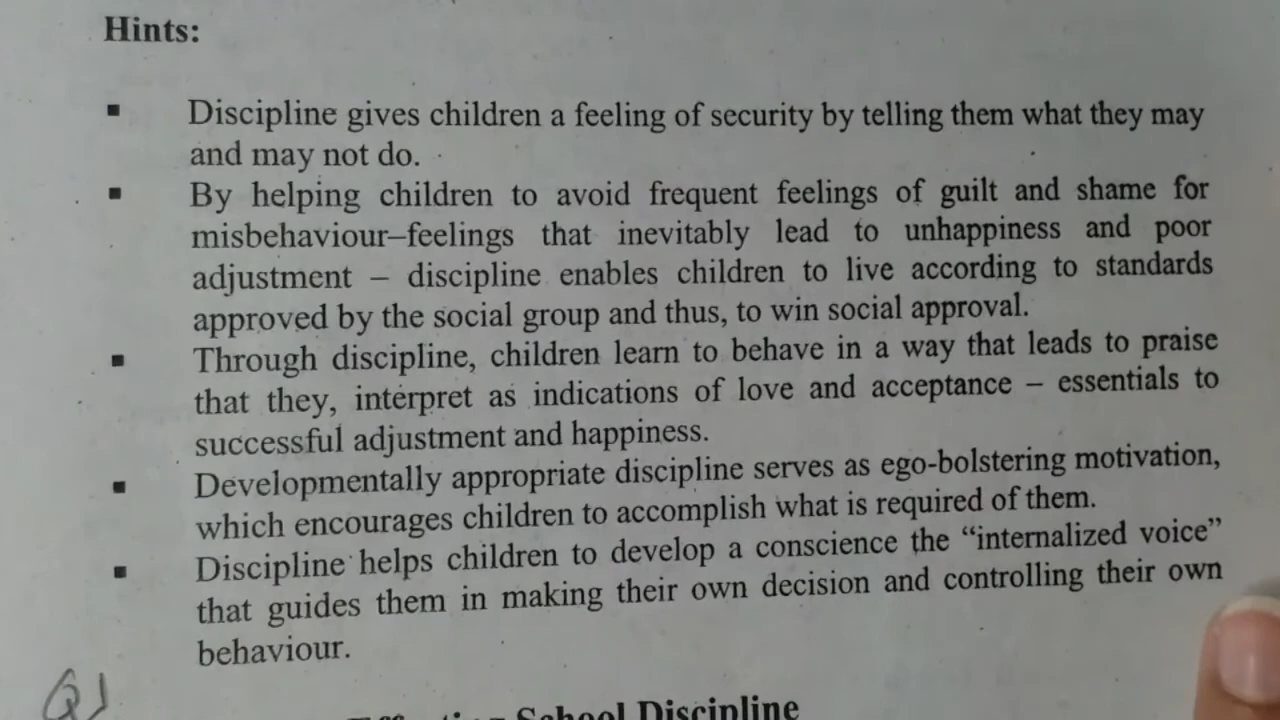 Hints:
▪ Discipline gives children a feeling of security by telling them what they may
and may not do.
▪ By helping children to avoid frequent feelings of guilt and shame for
misbehaviour–feelings that inevitably lead to unhappiness and poor
adjustment – discipline enables children to live according to standards
approved by the social group and thus, to win social approval.
▪ Through discipline, children learn to behave in a way that leads to praise
that they, interpret as indications of love and acceptance – essentials to
successful adjustment and happiness.
▪ Developmentally appropriate discipline serves as ego-bolstering motivation,
which encourages children to accomplish what is required of them.
▪ Discipline helps children to develop a conscience the “internalized voice”
that guides them in making their own decision and controlling their own
behaviour.
School Discipline